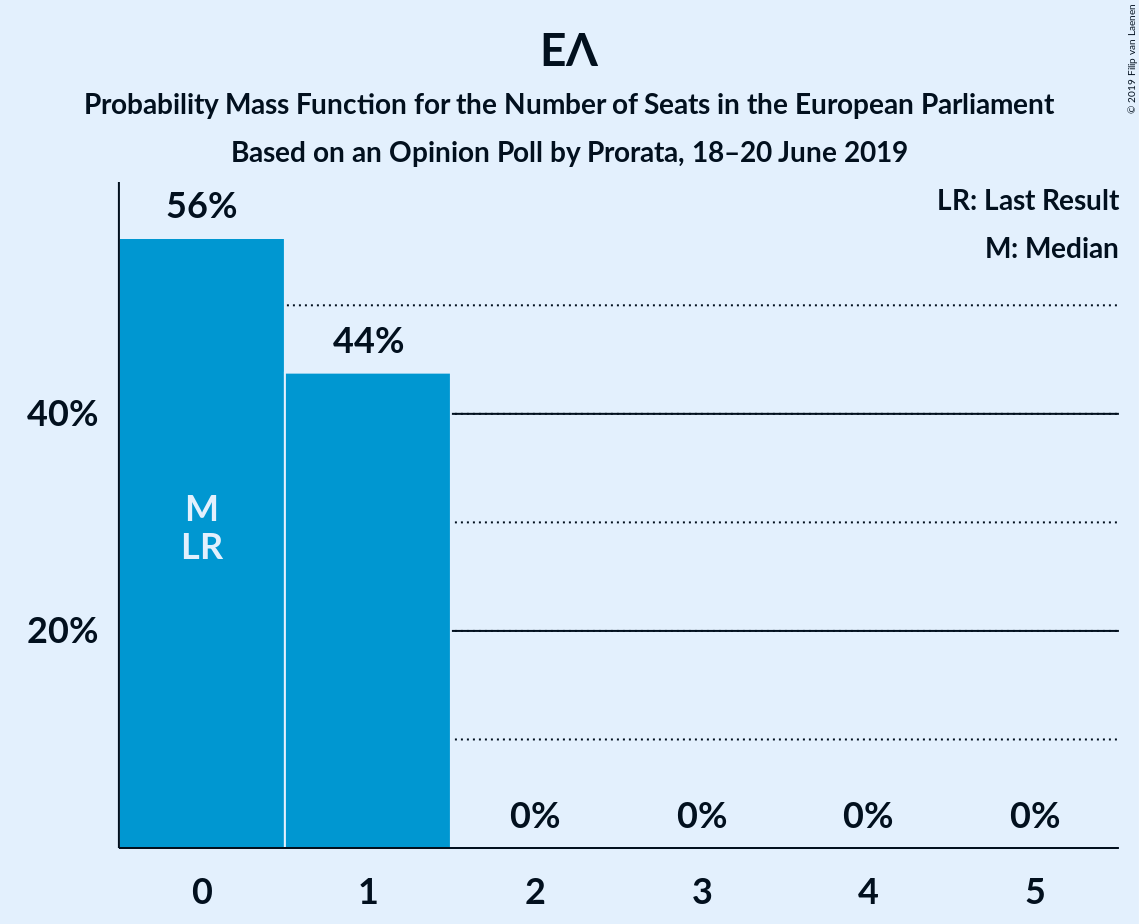 ΕΛ
Probability Mass Function for the Number of Seats in the European Parliament
Based on an Opinion Poll by Prorata, 18–20 June 2019
© 2019 Filip van Laenen
LR: Last Result
M: Median
56%
44%
40%
M
LR
20%
0% 0% 0% 0%
0 1 2 3 4 5